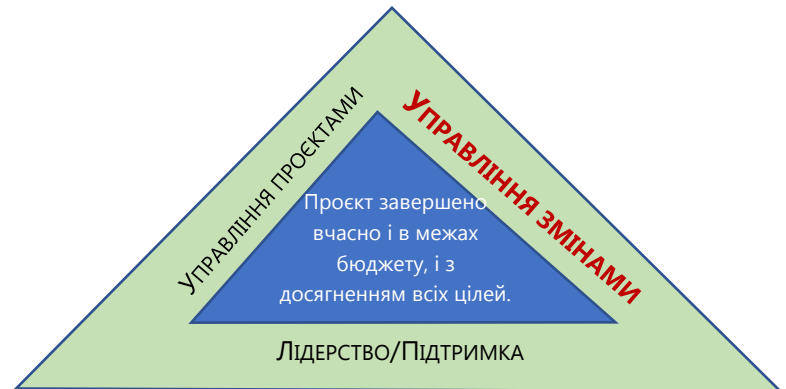 Управління проєктами
Управління змінами
Проєкт завершено
вчасно і в межах
бюджету, і з
досягненням всіх цілей.
Лідерство/Підтримка